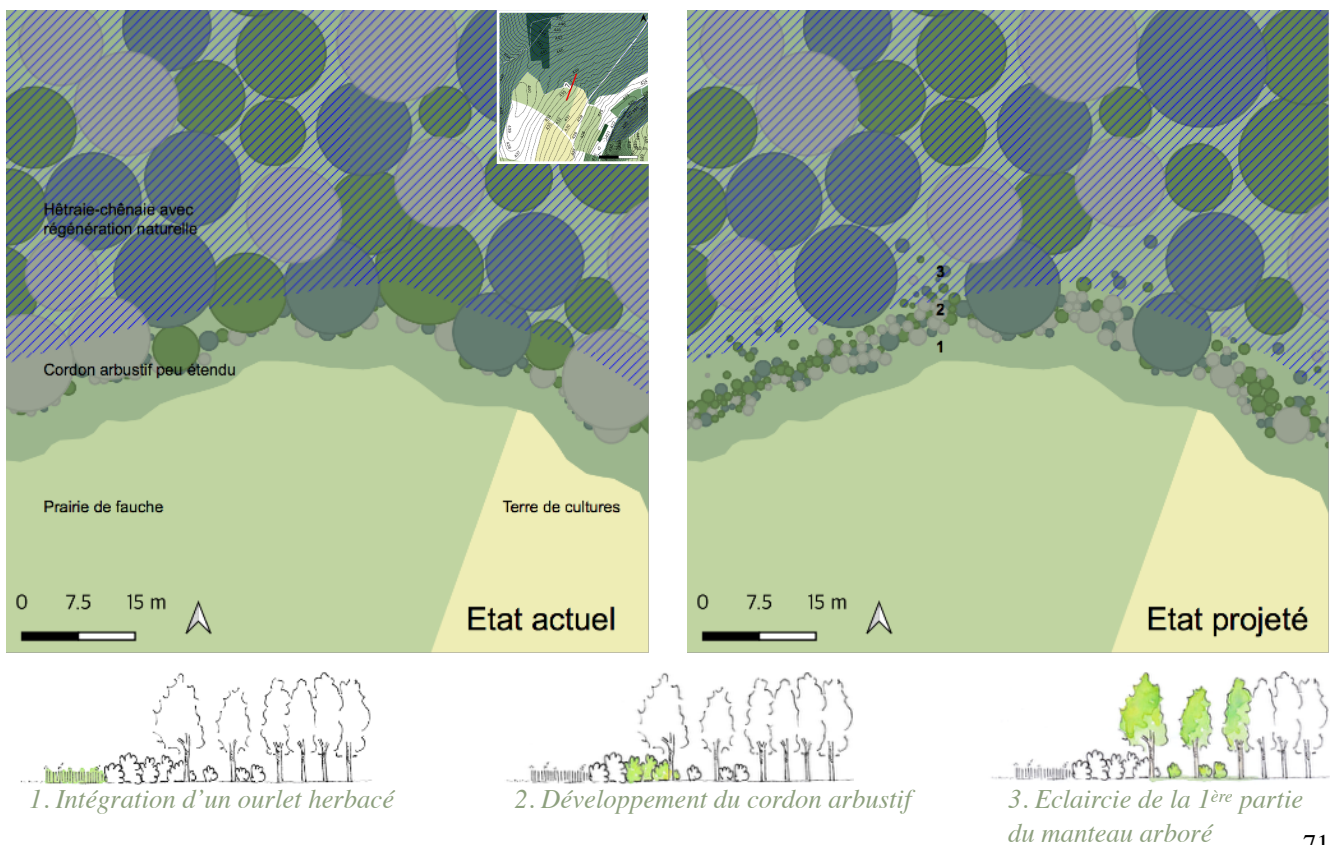 Hêtraie-chênaie avec
régénération naturelle
Cordon arbustif peu étendu
Prairie de fauche
Terre de cultures
0 7.5 15 m
Etat actuel
3
2
1
0 7.5 15 m
Etat projeté
1. Intégration d'un ourlet herbacé
2. Développement du cordon arbustif
3. Eclaircie de la 1ère partie
du manteau arboré
71